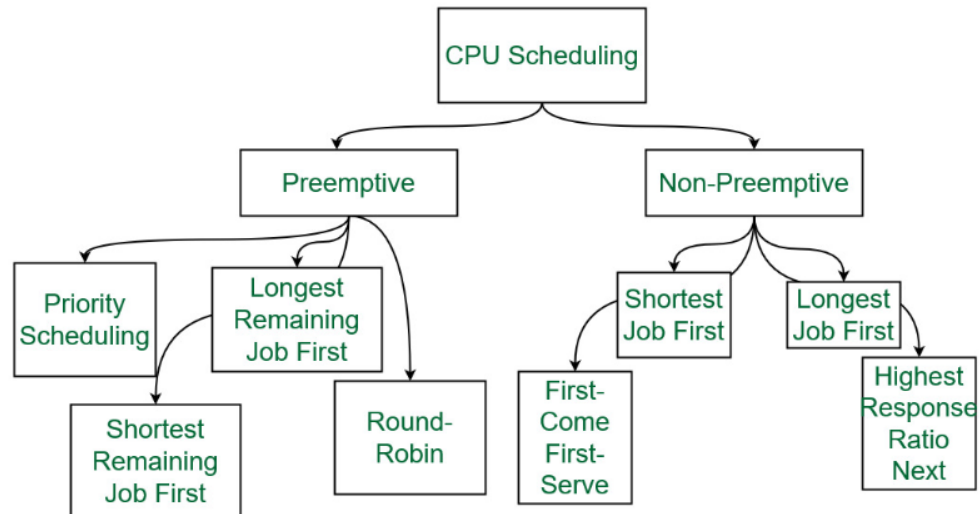 CPU Scheduling
Preemptive
Non-Preemptive
Priority
Scheduling
Longest
Remaining
Job First
Shortest
Job First
Longest
Job First
Shortest
Remaining
Job First
Round-
Robin
First-
Come
First-
Serve
Highest
Response
Ratio
Next